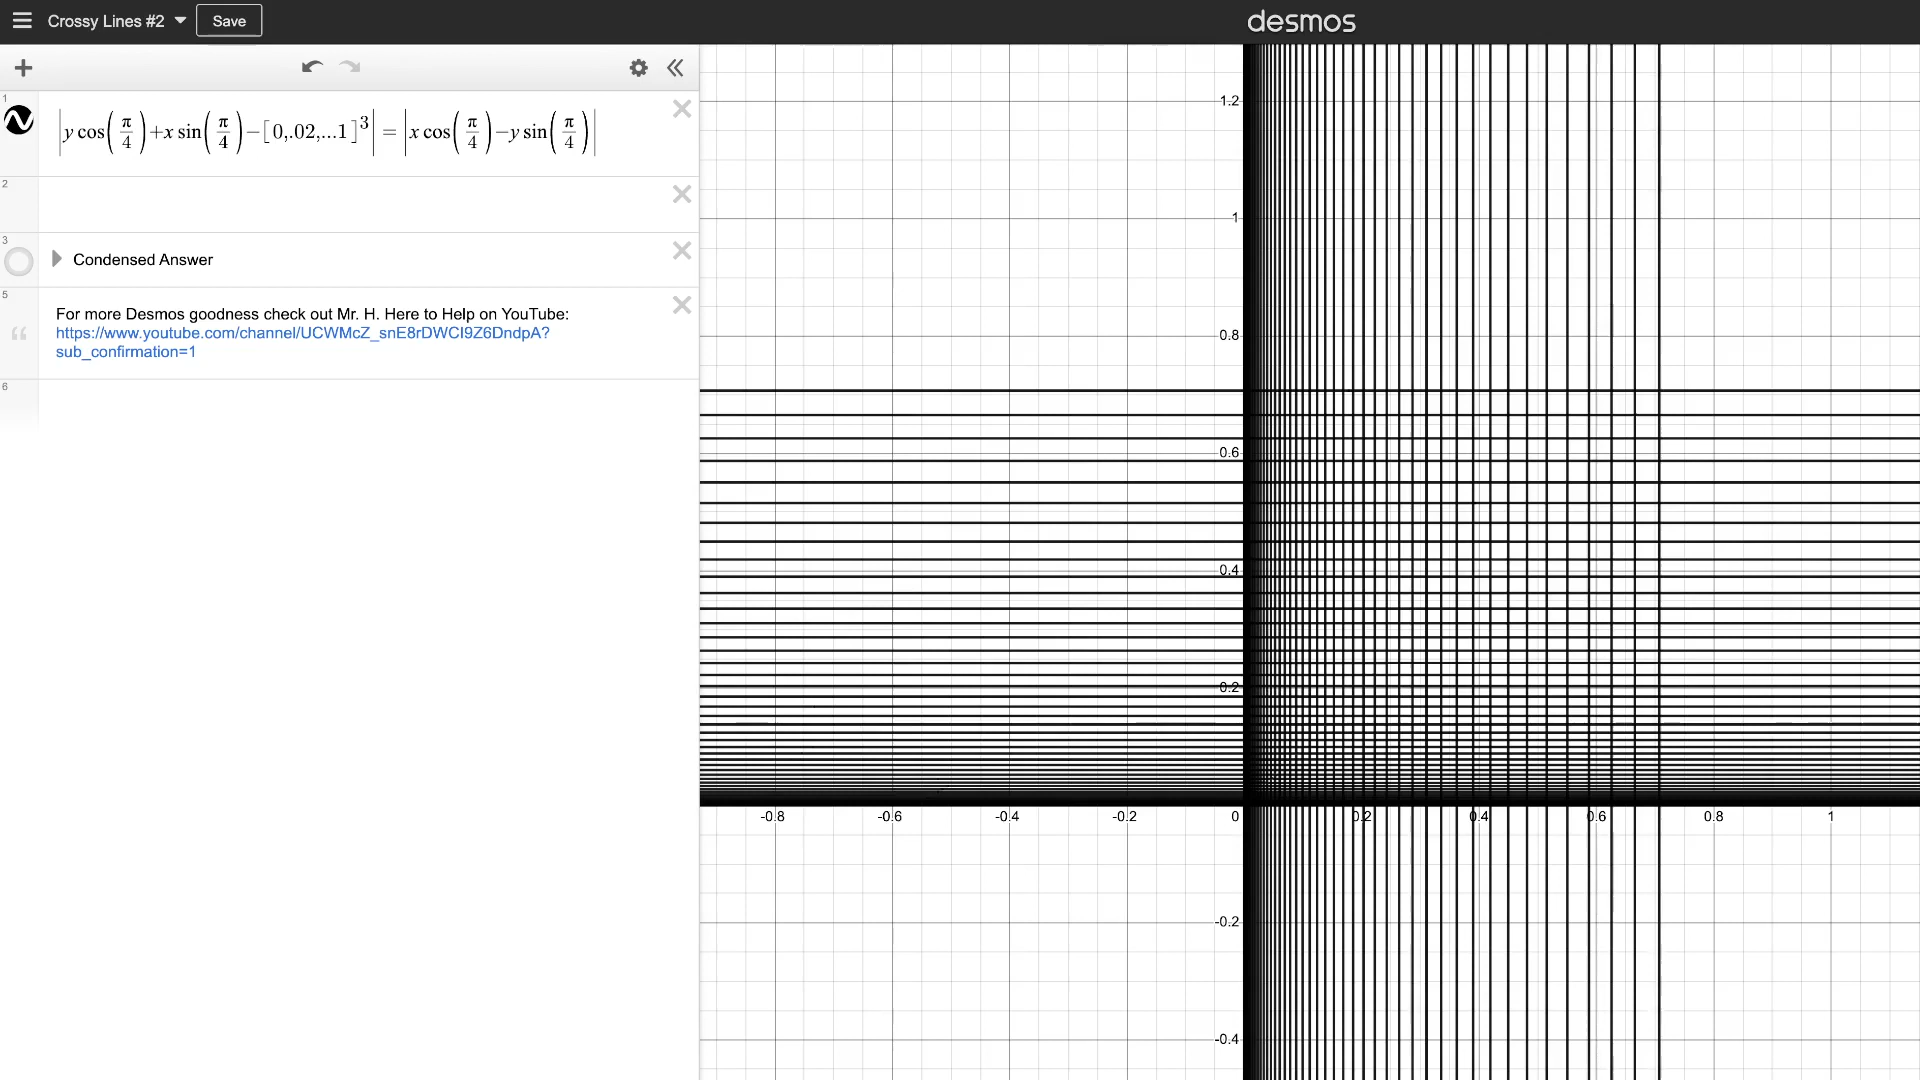 Crossy Lines #2
Save
desmos
1
|y cos(π/4)+x sin(π/4)−[0,.02,...1]³| = |x cos(π/4)−y sin(π/4)|
2
3
Condensed Answer
5
For more Desmos goodness check out Mr. H. Here to Help on YouTube:
https://www.youtube.com/channel/UCWMcZ_snE8rDWCI9Z6DndpA?
sub_confirmation=1
6
1.2
1
0.8
0.6
0.4
0.2
-0.8 -0.6 -0.4 -0.2 0 0.2 0.4 0.6 0.8 1
-0.2
-0.4